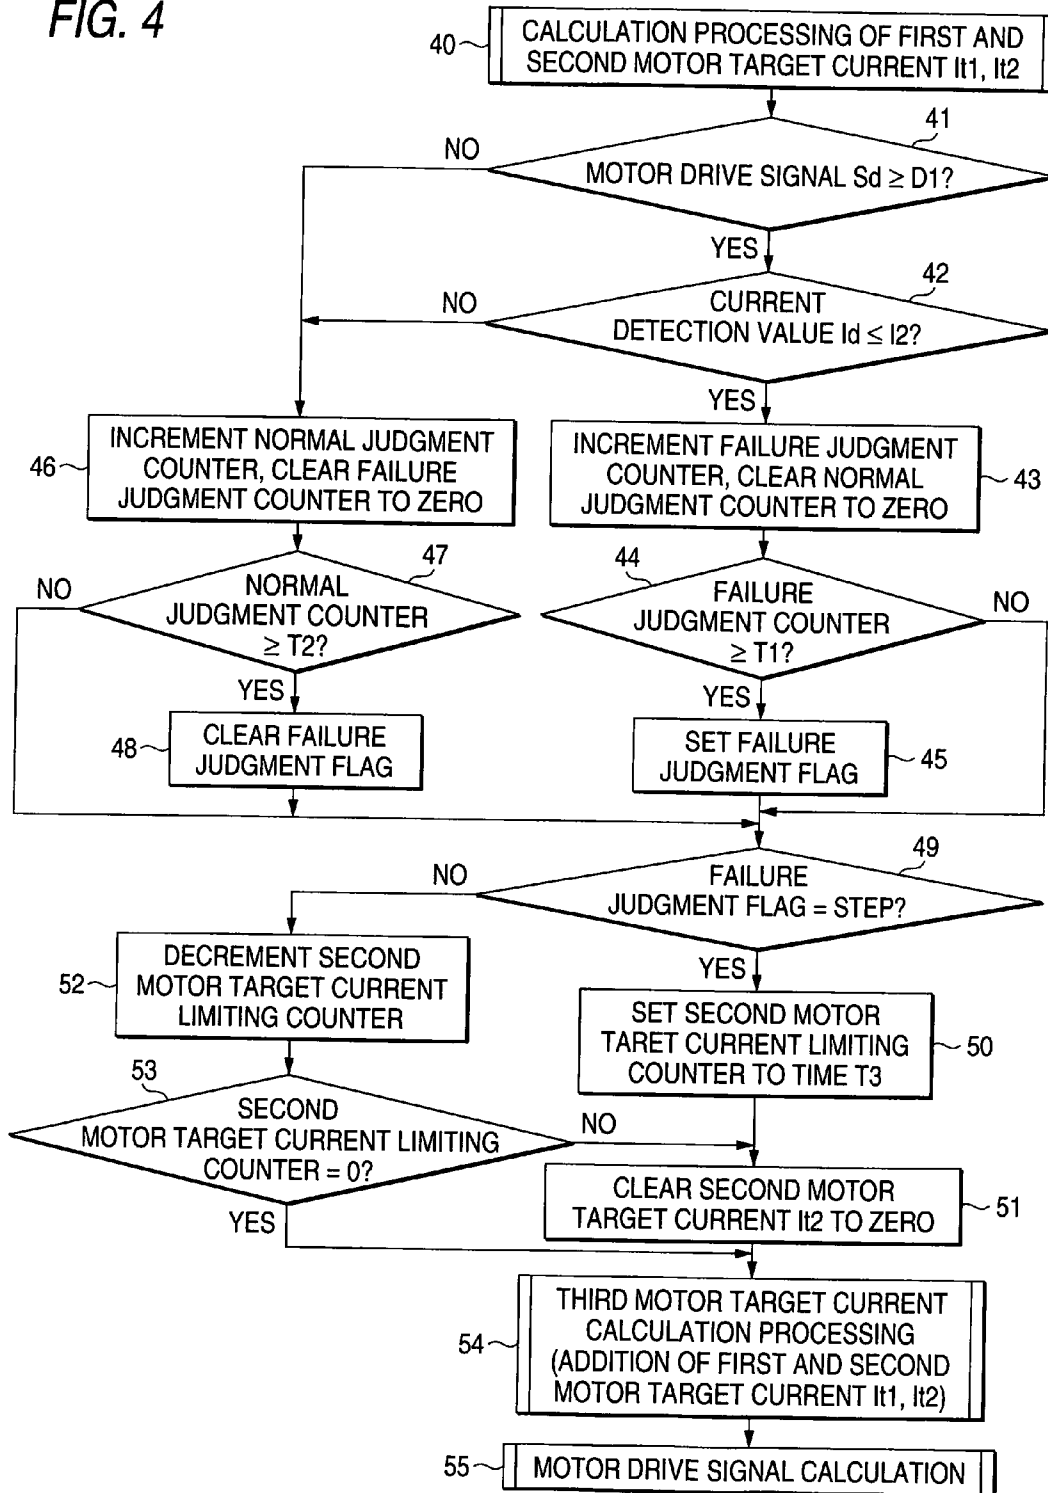 FIG. 4
40
CALCULATION PROCESSING OF FIRST AND
SECOND MOTOR TARGET CURRENT It1, It2
41
NO
MOTOR DRIVE SIGNAL Sd ≥ D1?
YES
42
NO
CURRENT
DETECTION VALUE Id ≤ I2?
YES
46
INCREMENT NORMAL JUDGMENT
COUNTER, CLEAR FAILURE
JUDGMENT COUNTER TO ZERO
INCREMENT FAILURE JUDGMENT
COUNTER, CLEAR NORMAL
JUDGMENT COUNTER TO ZERO
43
47
NO
NORMAL
JUDGMENT COUNTER
≥ T2?
YES
44
FAILURE
JUDGMENT COUNTER
≥ T1?
NO
YES
48
CLEAR FAILURE
JUDGMENT FLAG
SET FAILURE
JUDGMENT FLAG
45
49
NO
FAILURE
JUDGMENT FLAG = STEP?
YES
52
DECREMENT SECOND
MOTOR TARGET CURRENT
LIMITING COUNTER
SET SECOND MOTOR
TARET CURRENT LIMITING
COUNTER TO TIME T3
50
53
SECOND
MOTOR TARGET CURRENT LIMITING
COUNTER = 0?
NO
YES
CLEAR SECOND MOTOR
TARGET CURRENT It2 TO ZERO
51
54
THIRD MOTOR TARGET CURRENT
CALCULATION PROCESSING
(ADDITION OF FIRST AND SECOND
MOTOR TARGET CURRENT It1, It2)
55
MOTOR DRIVE SIGNAL CALCULATION